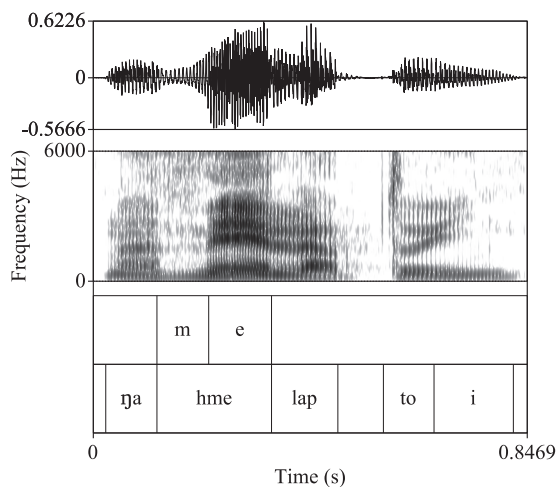 0.6226
0
-0.5666
6000
Frequency (Hz)
0
m e
ŋa hme lap to i
0 0.8469
Time (s)